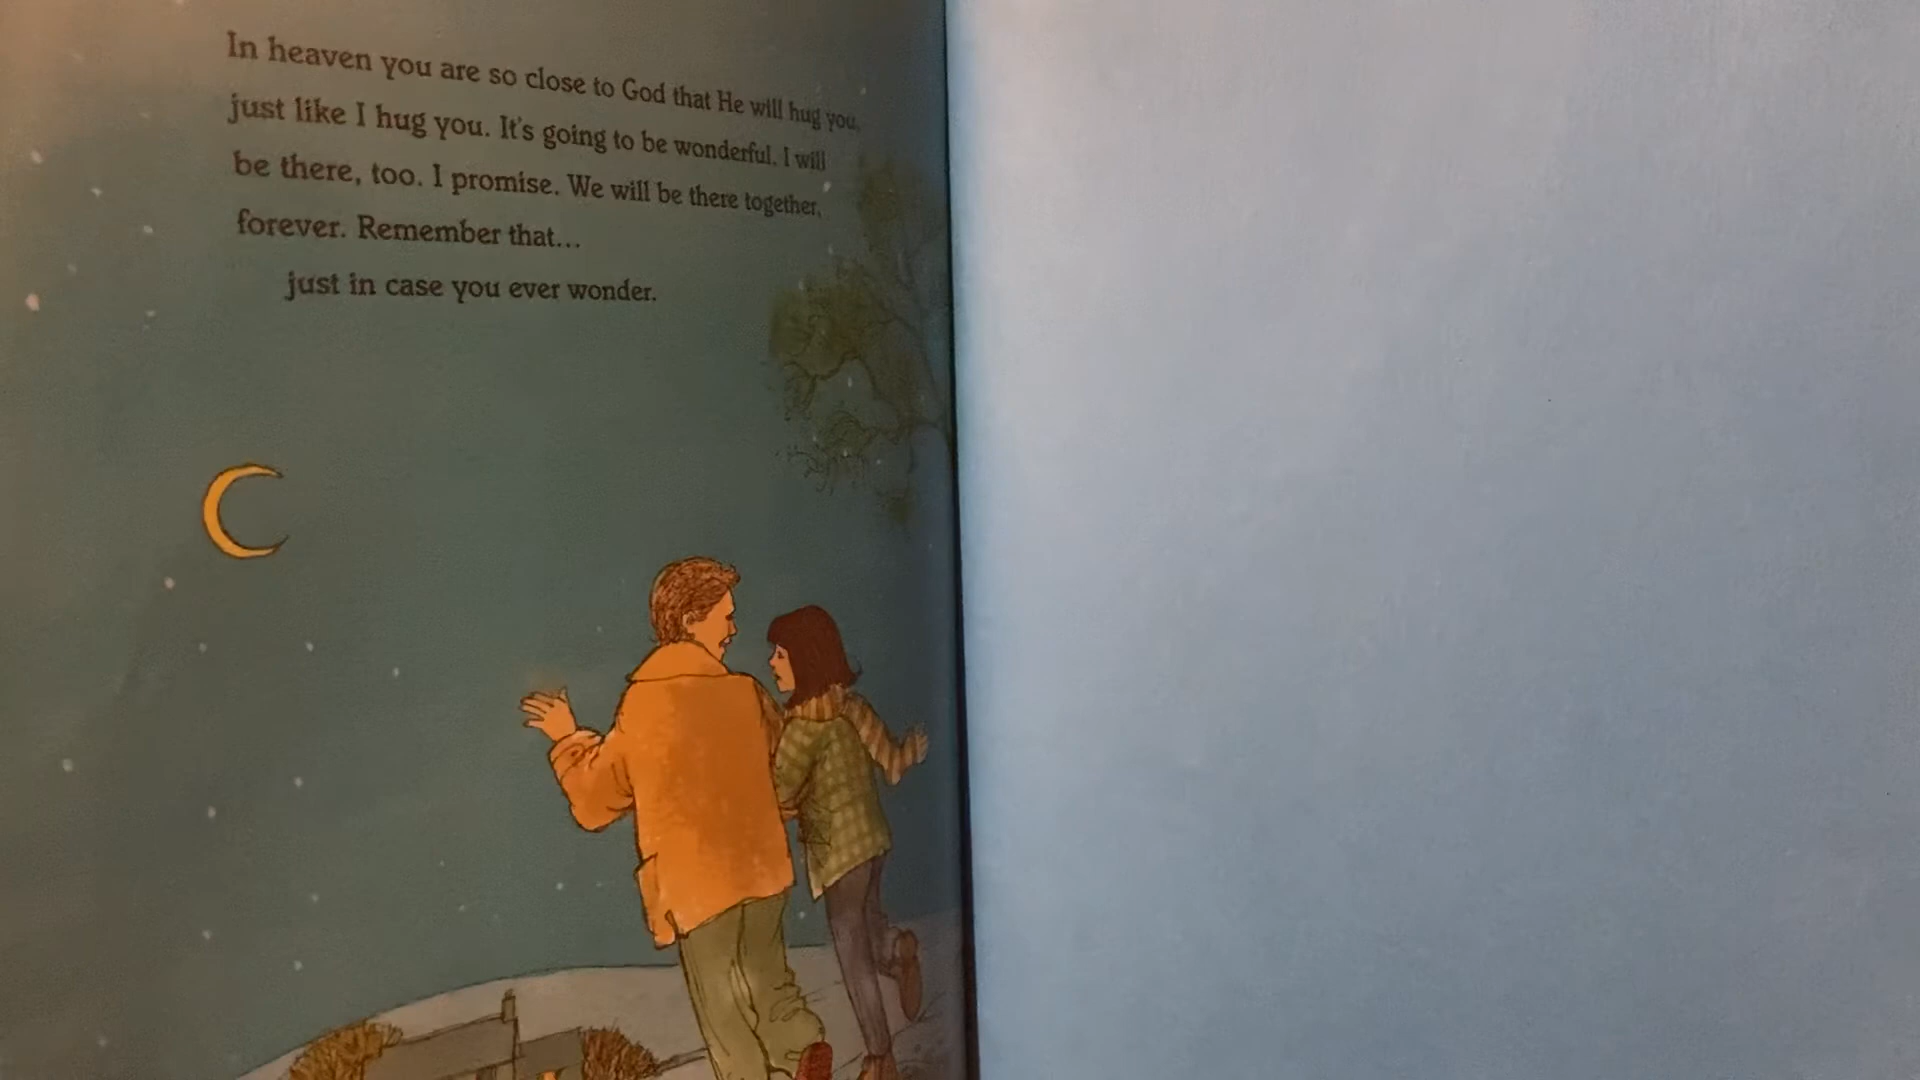 In heaven you are so close to God that He will hug you,
just like I hug you. It's going to be wonderful. I will
be there, too. I promise. We will be there together,
forever. Remember that...
just in case you ever wonder.